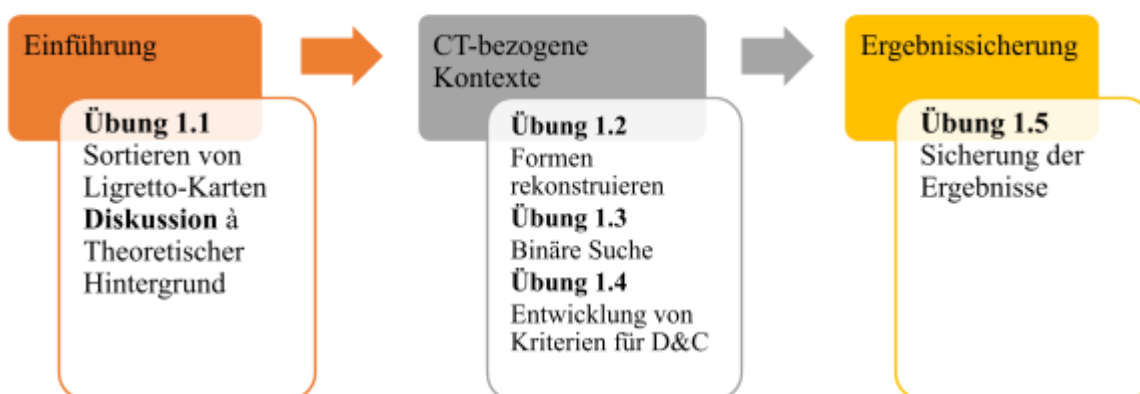 Einführung
Übung 1.1
Sortieren von
Ligretto-Karten
Diskussion à
Theoretischer
Hintergrund
CT-bezogene
Kontexte
Übung 1.2
Formen
rekonstruieren
Übung 1.3
Binäre Suche
Übung 1.4
Entwicklung von
Kriterien für D&C
Ergebnissicherung
Übung 1.5
Sicherung der
Ergebnisse